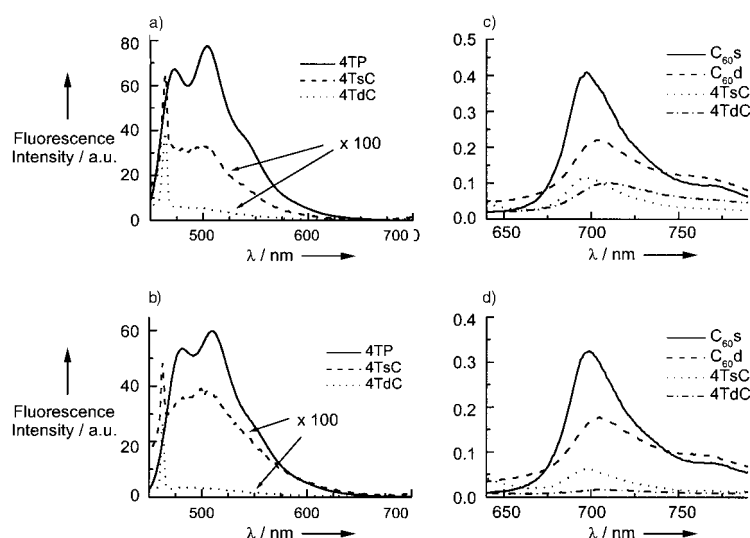 a)
80
60
40
20
0
500
600
700
λ / nm
Fluorescence
Intensity / a.u.
4TP
4TsC
4TdC
x 100
c)
0.5
0.4
0.3
0.2
0.1
0.0
650
700
750
λ / nm
C60s
C60d
4TsC
4TdC
b)
60
40
20
0
500
600
700
λ / nm
Fluorescence
Intensity / a.u.
4TP
4TsC
4TdC
x 100
d)
0.4
0.3
0.2
0.1
0.0
650
700
750
λ / nm
C60s
C60d
4TsC
4TdC